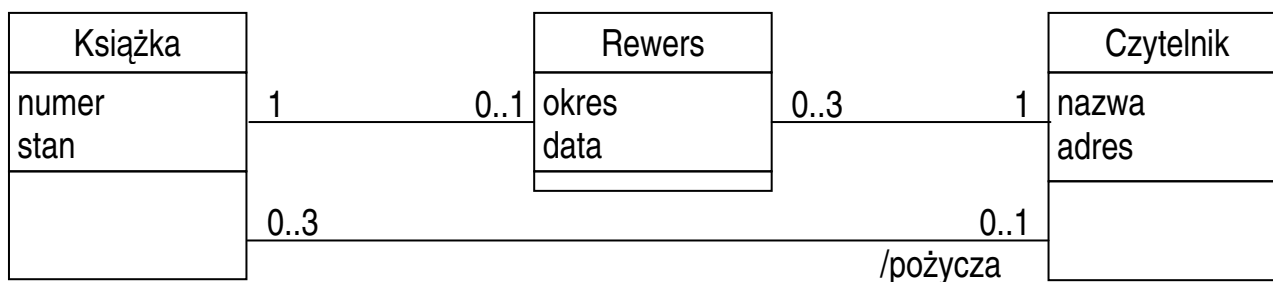 Książka
Rewers
Czytelnik
numer
stan
1
0..1
okres
data
0..3
1
nazwa
adres
0..3
0..1
/pożycza